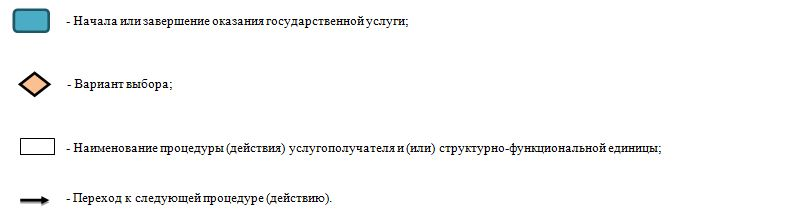 - Начала или завершение оказания государственной услуги;
- Вариант выбора;
- Наименование процедуры (действия) услугополучателя и (или) структурно-функциональной единицы;
- Переход к следующей процедуре (действию).